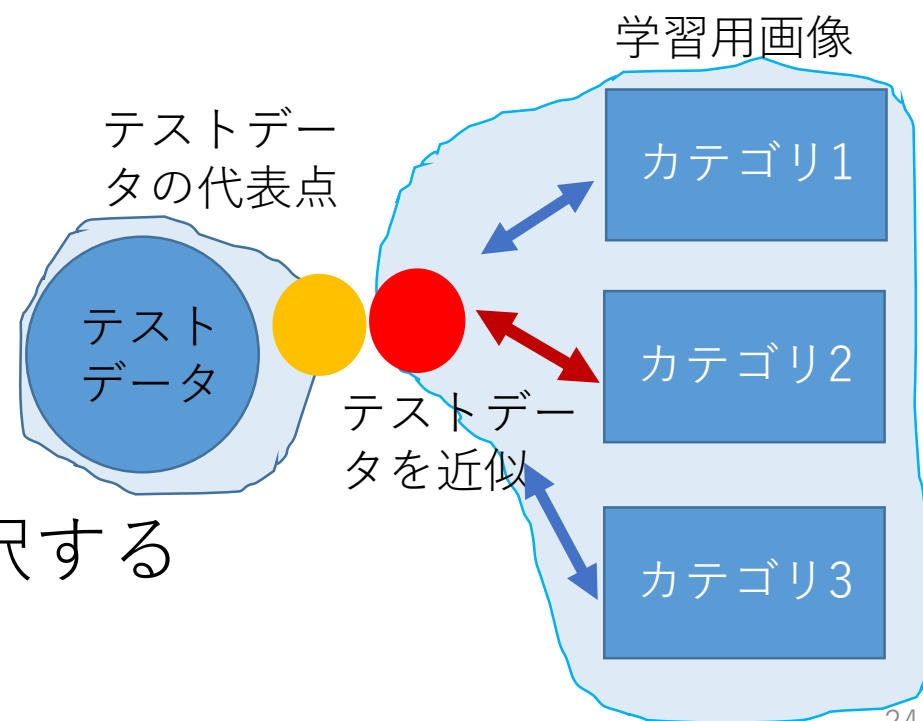 学習用画像
テストデー
タの代表点
カテゴリ1
テスト
データ
カテゴリ2
テストデー
タを近似
訳する
カテゴリ3
24